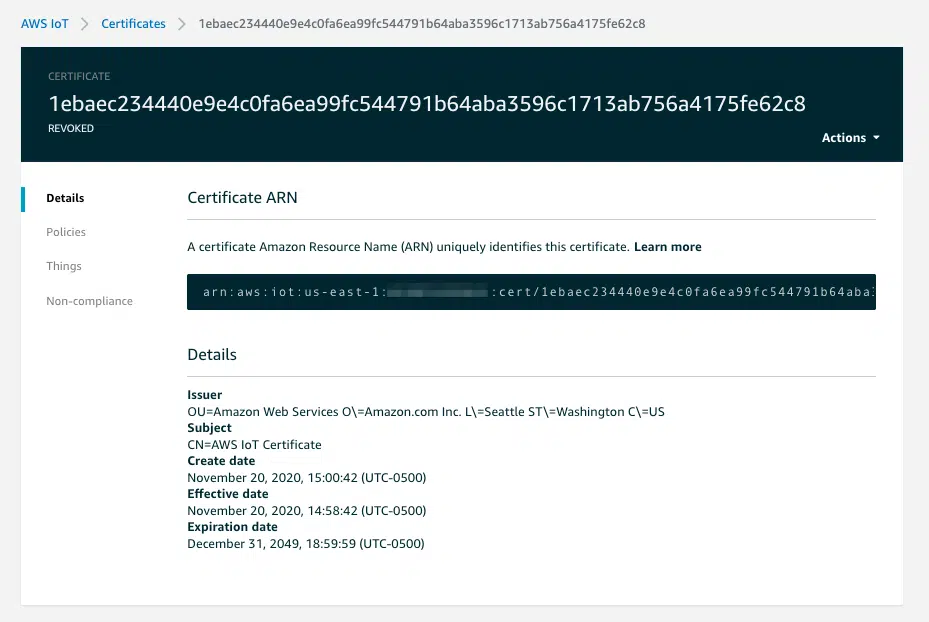 AWS IoT > Certificates > 1ebaec234440e9e4c0fa6ea99fc544791b64aba3596c1713ab756a4175fe62c8
CERTIFICATE
1ebaec234440e9e4c0fa6ea99fc544791b64aba3596c1713ab756a4175fe62c8
REVOKED
Actions
Details
Policies
Things
Non-compliance
Certificate ARN
A certificate Amazon Resource Name (ARN) uniquely identifies this certificate. Learn more
arn:aws:iot:us-east-1: :cert/1ebaec234440e9e4c0fa6ea99fc544791b64aba
Details
Issuer
OU=Amazon Web Services O\=Amazon.com Inc. L\=Seattle ST\=Washington C\=US
Subject
CN=AWS IoT Certificate
Create date
November 20, 2020, 15:00:42 (UTC-0500)
Effective date
November 20, 2020, 14:58:42 (UTC-0500)
Expiration date
December 31, 2049, 18:59:59 (UTC-0500)